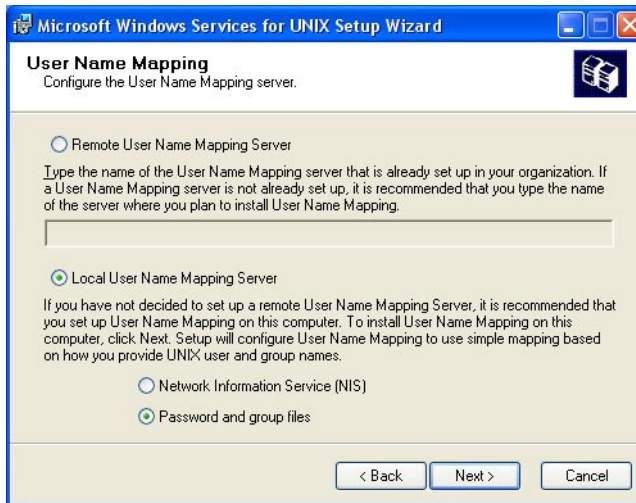 Microsoft Windows Services for UNIX Setup Wizard
User Name Mapping
Configure the User Name Mapping server.
Remote User Name Mapping Server
Type the name of the User Name Mapping server that is already set up in your organization. If
a User Name Mapping server is not already set up, it is recommended that you type the name
of the server where you plan to install User Name Mapping.
Local User Name Mapping Server
If you have not decided to set up a remote User Name Mapping Server, it is recommended that
you set up User Name Mapping on this computer. To install User Name Mapping on this
computer, click Next. Setup will configure User Name Mapping to use simple mapping based
on how you provide UNIX user and group names.
Network Information Service (NIS)
Password and group files
< Back
Next >
Cancel